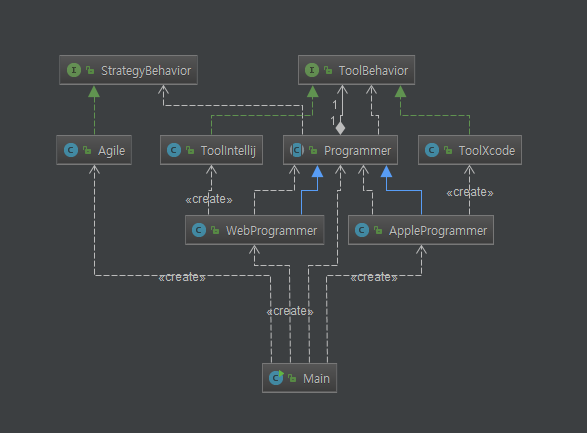 StrategyBehavior
ToolBehavior
1
1
Agile
ToolIntellij
Programmer
ToolXcode
«create»
«create»
WebProgrammer
AppleProgrammer
«create»
«create»
«create»
Main